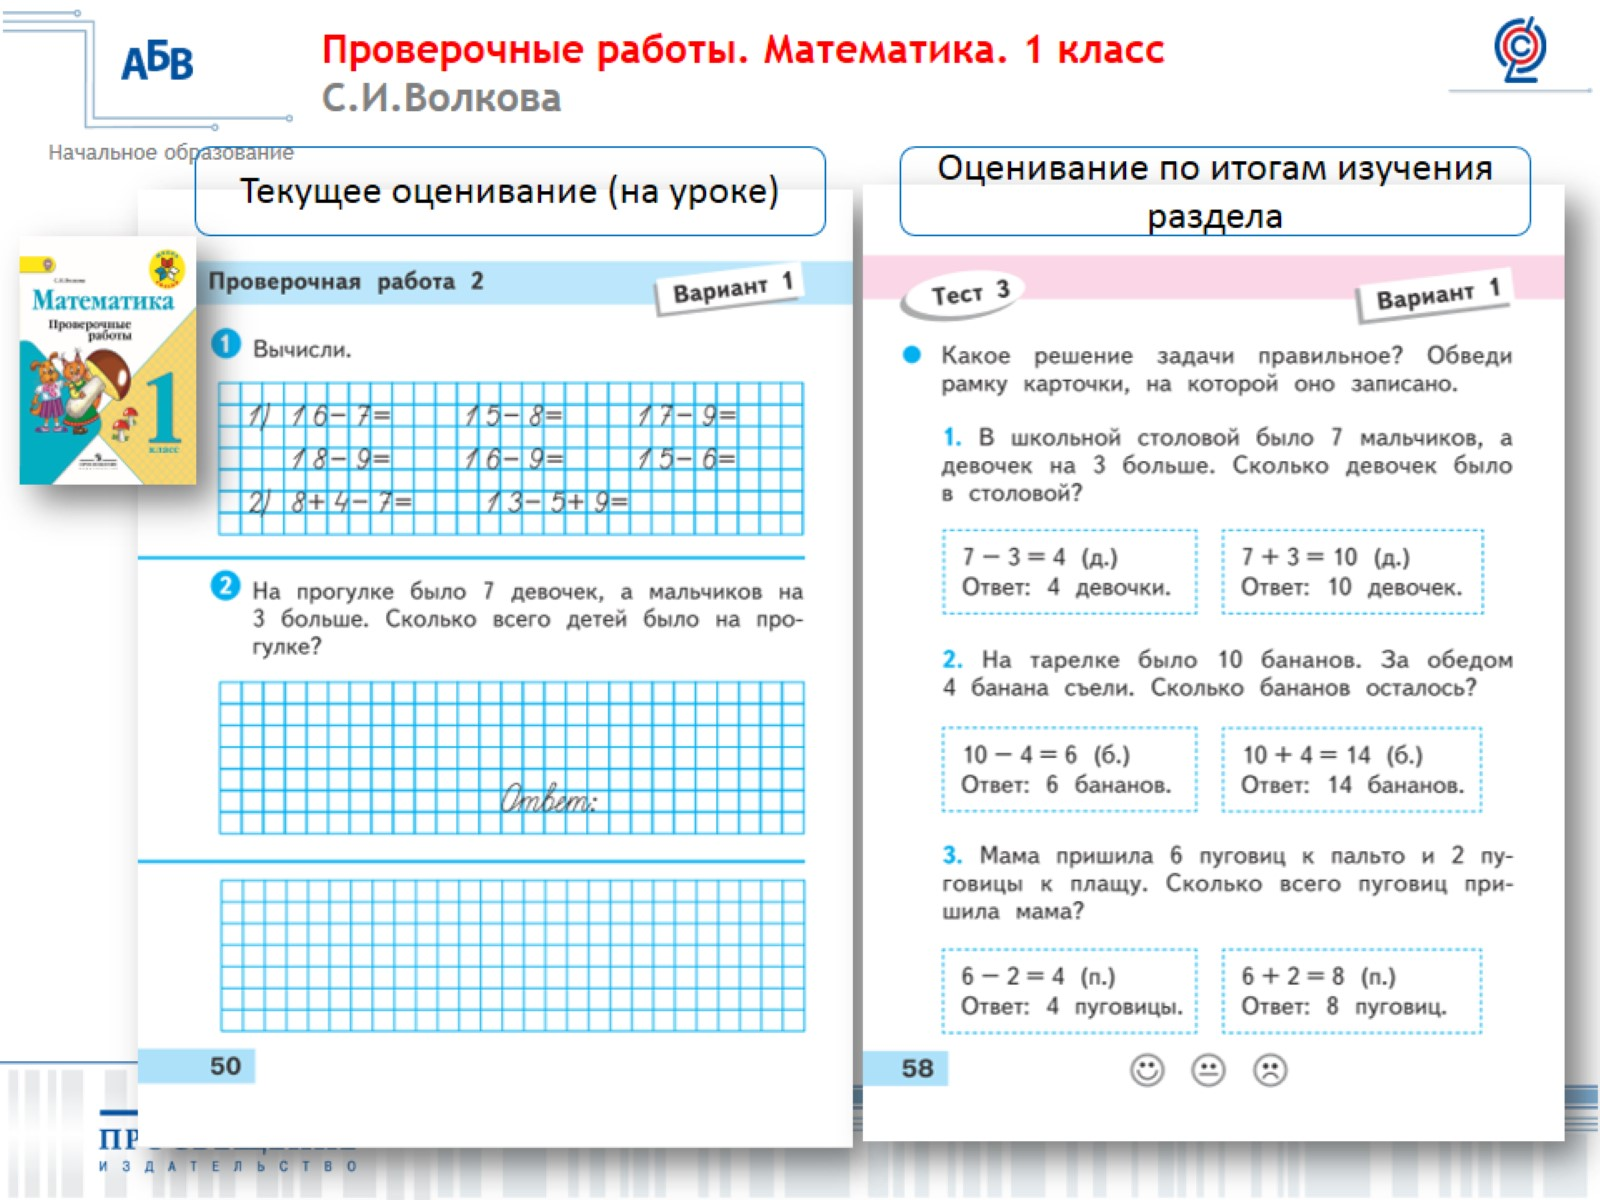 АБВ
Проверочные работы. Математика. 1 класс
С.И.Волкова
Начальное образование
Текущее оценивание (на уроке)
Оценивание по итогам изучения
раздела
Математика
Проверочные
работы
1
класс
Проверочная работа 2
Вариант 1
1 Вычисли.
1) 16-7= 15-8= 17-9=
18-9= 16-9= 15-6=
2) 8+4-7= 13-5+9=
2 На прогулке было 7 девочек, а мальчиков на
3 больше. Сколько всего детей было на про-
гулке?
Ответ:
50
Тест 3
Вариант 1
Какое решение задачи правильное? Обведи
рамку карточки, на которой оно записано.
1. В школьной столовой было 7 мальчиков, а
девочек на 3 больше. Сколько девочек было
в столовой?
7 − 3 = 4 (д.) 7 + 3 = 10 (д.)
Ответ: 4 девочки. Ответ: 10 девочек.
2. На тарелке было 10 бананов. За обедом
4 банана съели. Сколько бананов осталось?
10 − 4 = 6 (б.) 10 + 4 = 14 (б.)
Ответ: 6 бананов. Ответ: 14 бананов.
3. Мама пришила 6 пуговиц к пальто и 2 пу-
говицы к плащу. Сколько всего пуговиц при-
шила мама?
6 − 2 = 4 (п.) 6 + 2 = 8 (п.)
Ответ: 4 пуговицы. Ответ: 8 пуговиц.
58
ИЗДАТЕЛЬСТВО